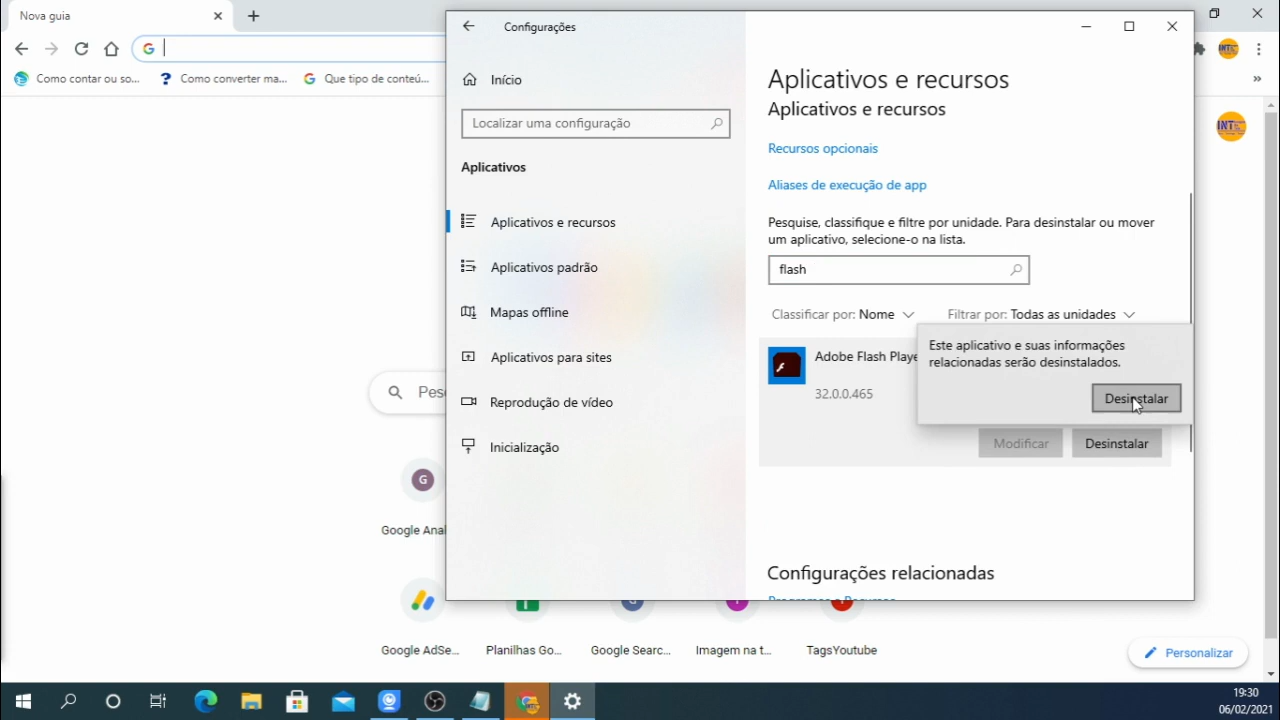 Nova guia
Configurações
Como contar ou so...
Como converter ma...
Que tipo de conteú...
»
Início
Localizar uma configuração
Aplicativos
Aplicativos e recursos
Aplicativos padrão
Mapas offline
Aplicativos para sites
Reprodução de vídeo
Inicialização
Aplicativos e recursos
Aplicativos e recursos
Recursos opcionais
Aliases de execução de app
Pesquise, classifique e filtre por unidade. Para desinstalar ou mover
um aplicativo, selecione-o na lista.
flash
Classificar por: Nome
Filtrar por: Todas as unidades
Adobe Flash Playe
32.0.0.465
Este aplicativo e suas informações
relacionadas serão desinstalados.
Desinstalar
Modificar
Desinstalar
Configurações relacionadas
Programas e Recursos
INT
Pes
G
Google Anal
Google AdSe...
Planilhas Go...
Google Searc...
Imagem na t...
TagsYoutube
Personalizar
19:30
06/02/2021